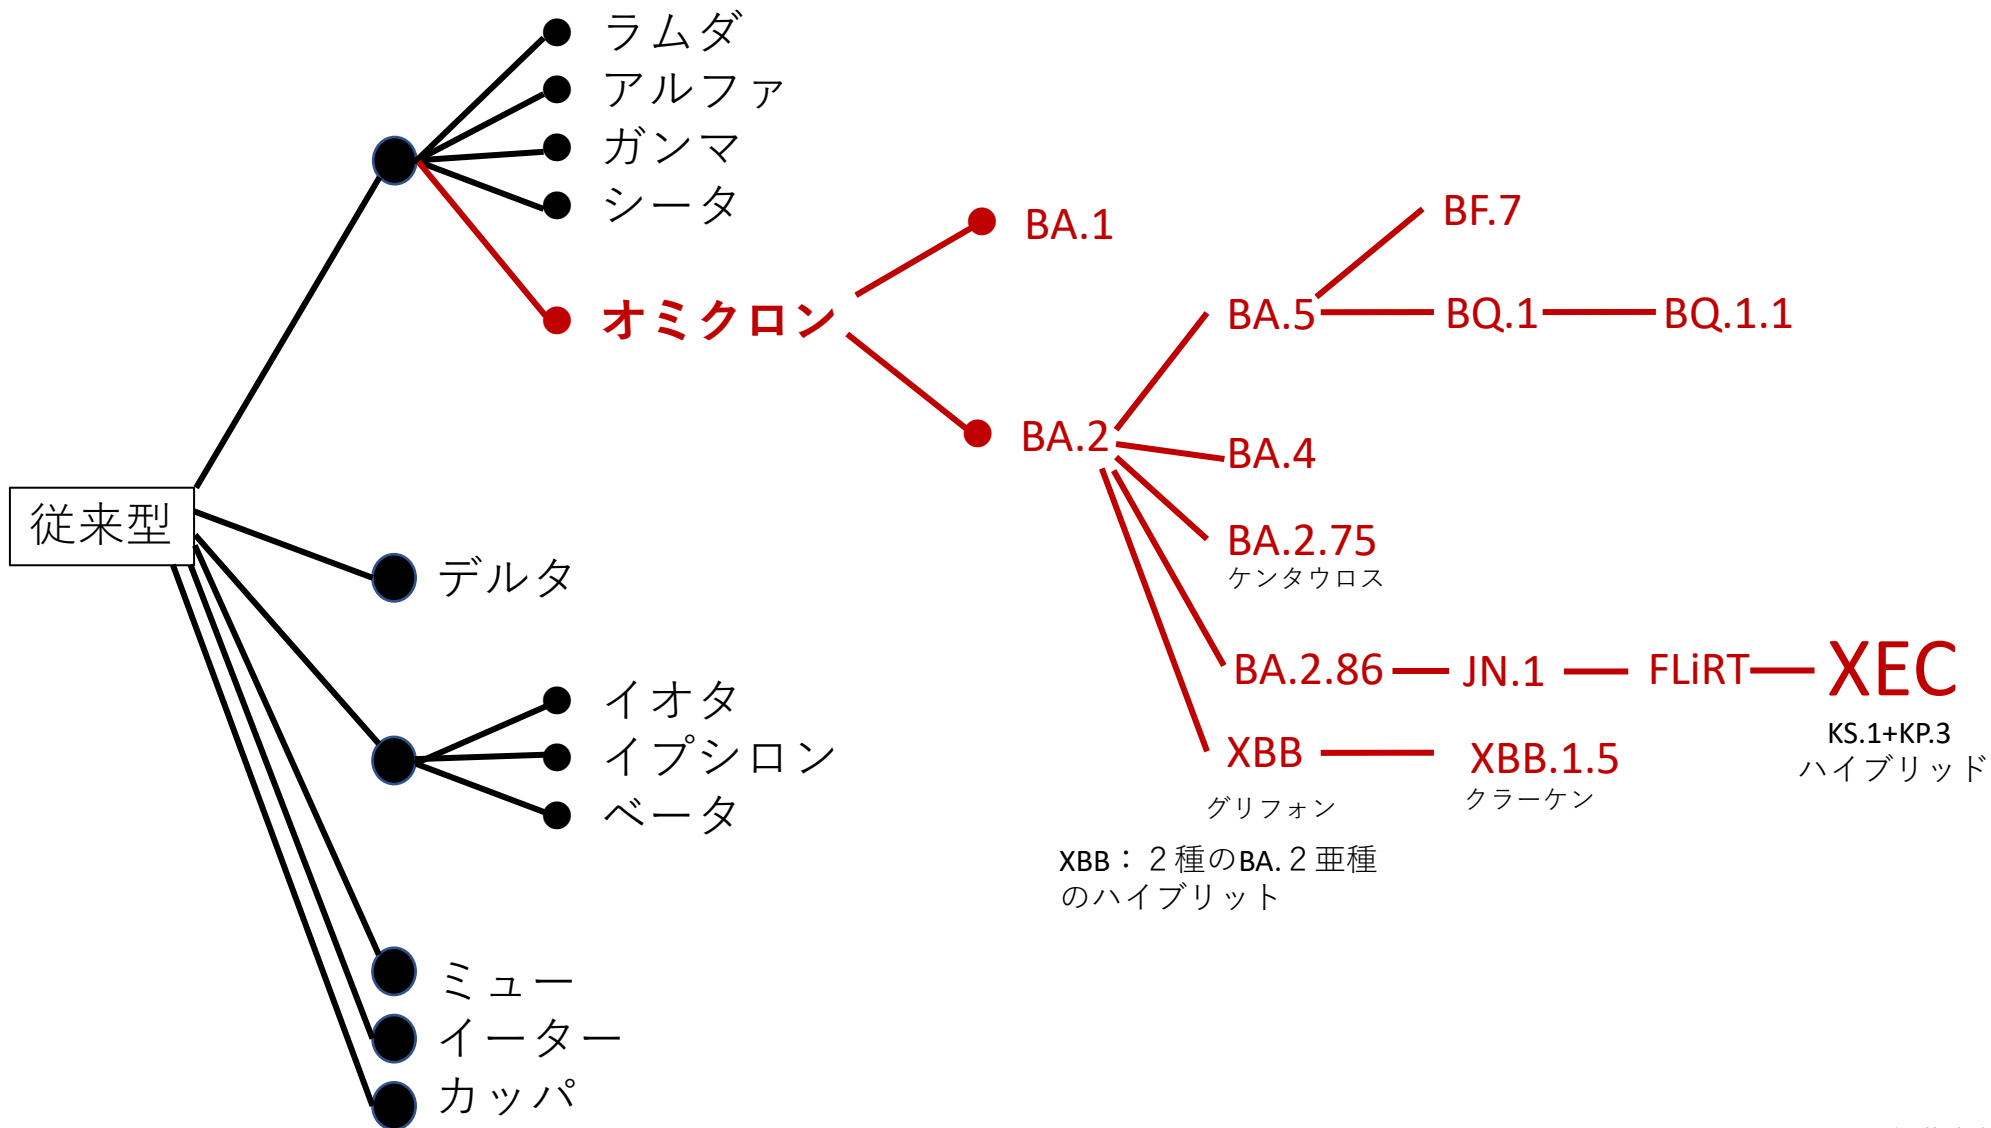 ラムダ
アルファ
ガンマ
シータ
オミクロン
BA.1
BA.2
BF.7
BA.5
BQ.1
BQ.1.1
BA.4
BA.2.75
ケンタウロス
BA.2.86
JN.1
FLiRT
XEC
KS.1+KP.3
ハイブリッド
XBB
グリフォン
XBB.1.5
クラーケン
XBB：２種のBA.２亜種
のハイブリット
従来型
デルタ
イオタ
イプシロン
ベータ
ミュー
イーター
カッパ